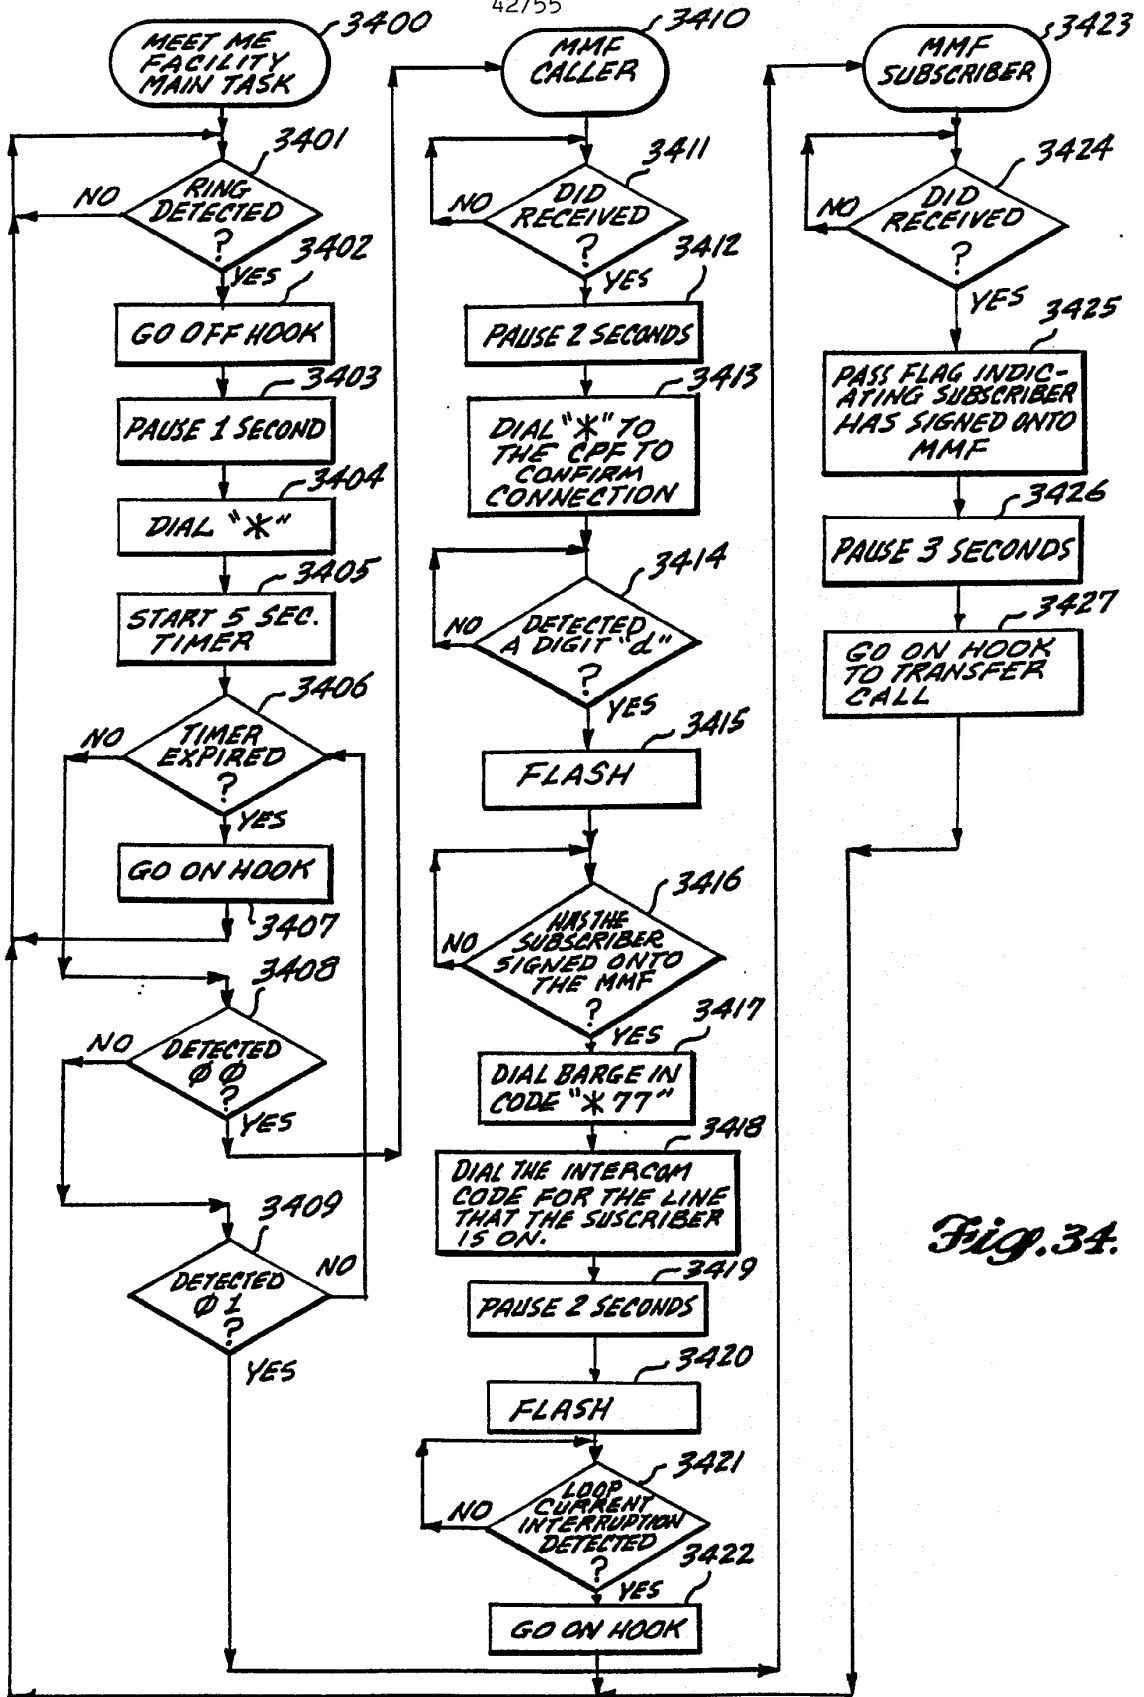 42/55
3400
MEET ME
FACILITY
MAIN TASK
3401
RING
DETECTED
?
NO
YES
3402
GO OFF HOOK
3403
PAUSE 1 SECOND
3404
DIAL "*"
3405
START 5 SEC.
TIMER
3406
TIMER
EXPIRED
?
NO
YES
GO ON HOOK
3407
3408
DETECTED
ØØ
?
NO
YES
3409
DETECTED
Ø1
?
NO
YES
3410
MMF
CALLER
3411
DID
RECEIVED
?
NO
YES
3412
PAUSE 2 SECONDS
3413
DIAL "*" TO
THE CPF TO
CONFIRM
CONNECTION
3414
DETECTED
A DIGIT "d"
?
NO
YES
3415
FLASH
3416
HAS THE
SUBSCRIBER
SIGNED ONTO
THE MMF
?
NO
YES
3417
DIAL BARGE IN
CODE "*77"
3418
DIAL THE INTERCOM
CODE FOR THE LINE
THAT THE SUSCRIBER
IS ON.
3419
PAUSE 2 SECONDS
3420
FLASH
3421
LOOP
CURRENT
INTERRUPTION
DETECTED
?
NO
YES
3422
GO ON HOOK
3423
MMF
SUBSCRIBER
3424
DID
RECEIVED
?
NO
YES
3425
PASS FLAG INDIC-
ATING SUBSCRIBER
HAS SIGNED ONTO
MMF
3426
PAUSE 3 SECONDS
3427
GO ON HOOK
TO TRANSFER
CALL
Fig. 34.